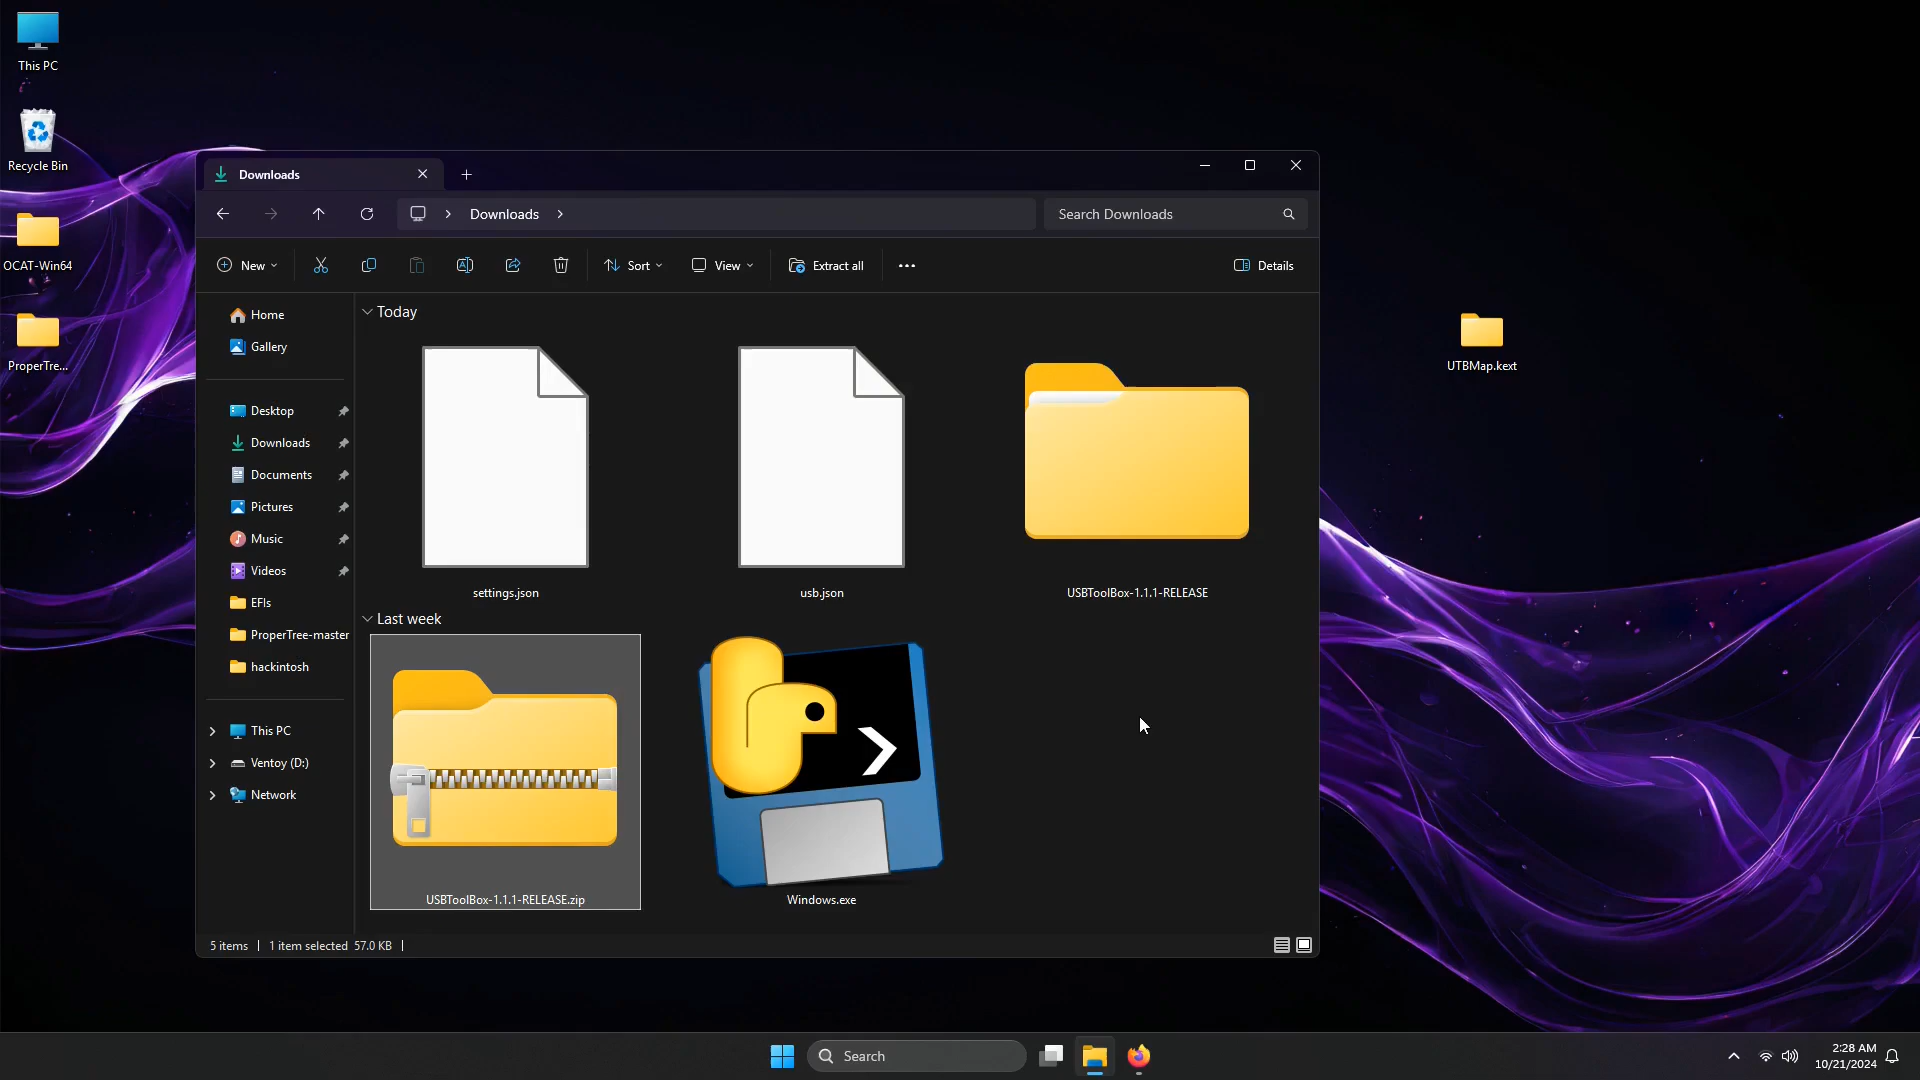 This PC
Recycle Bin
OCAT-Win64
ProperTre...
Downloads
Downloads
Search Downloads
New
Sort
View
Extract all
Details
Home
Gallery
Desktop
Downloads
Documents
Pictures
Music
Videos
EFIs
ProperTree-master
hackintosh
This PC
Ventoy (D:)
Network
Today
settings.json
usb.json
USBToolBox-1.1.1-RELEASE
Last week
USBToolBox-1.1.1-RELEASE.zip
Windows.exe
5 items
1 item selected 57.0 KB
UTBMap.kext
Search
2:28 AM
10/21/2024